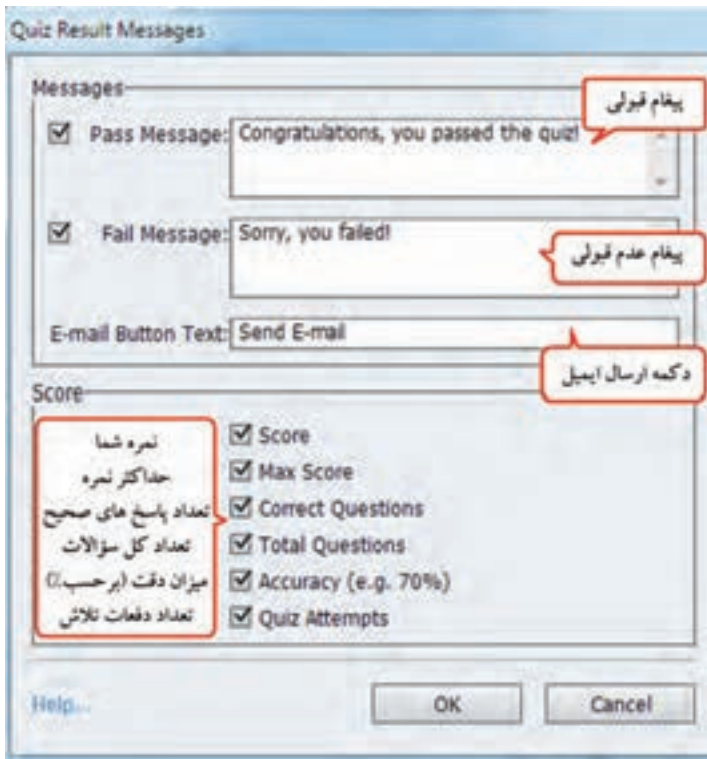 Quiz Result Messages
Messages
پیغام قبولی
Pass Message: Congratulations, you passed the quiz!
Fail Message: Sorry, you failed!
پیغام عدم قبولی
E-mail Button Text: Send E-mail
دکمه ارسال ایمیل
Score
نمره شما
حداکثر نمره
تعداد پاسخ های صحیح
تعداد کل سؤالات
میزان دقت (برحسب٪)
تعداد دفعات تلاش
Score
Max Score
Correct Questions
Total Questions
Accuracy (e.g. 70%)
Quiz Attempts
Help...
OK
Cancel